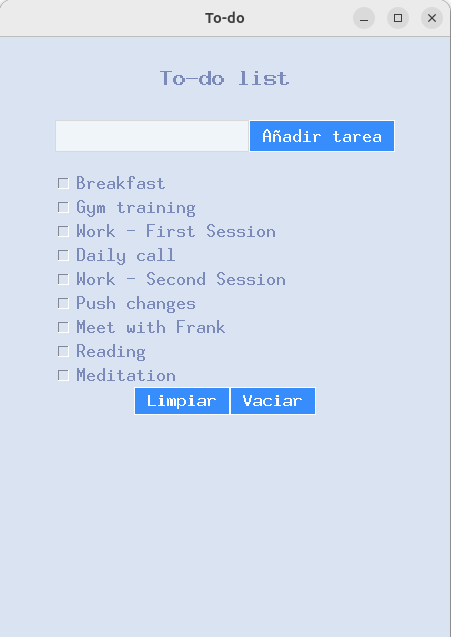 To-do
To-do list
Añadir tarea
Breakfast
Gym training
Work - First Session
Daily call
Work - Second Session
Push changes
Meet with Frank
Reading
Meditation
Limpiar Vaciar